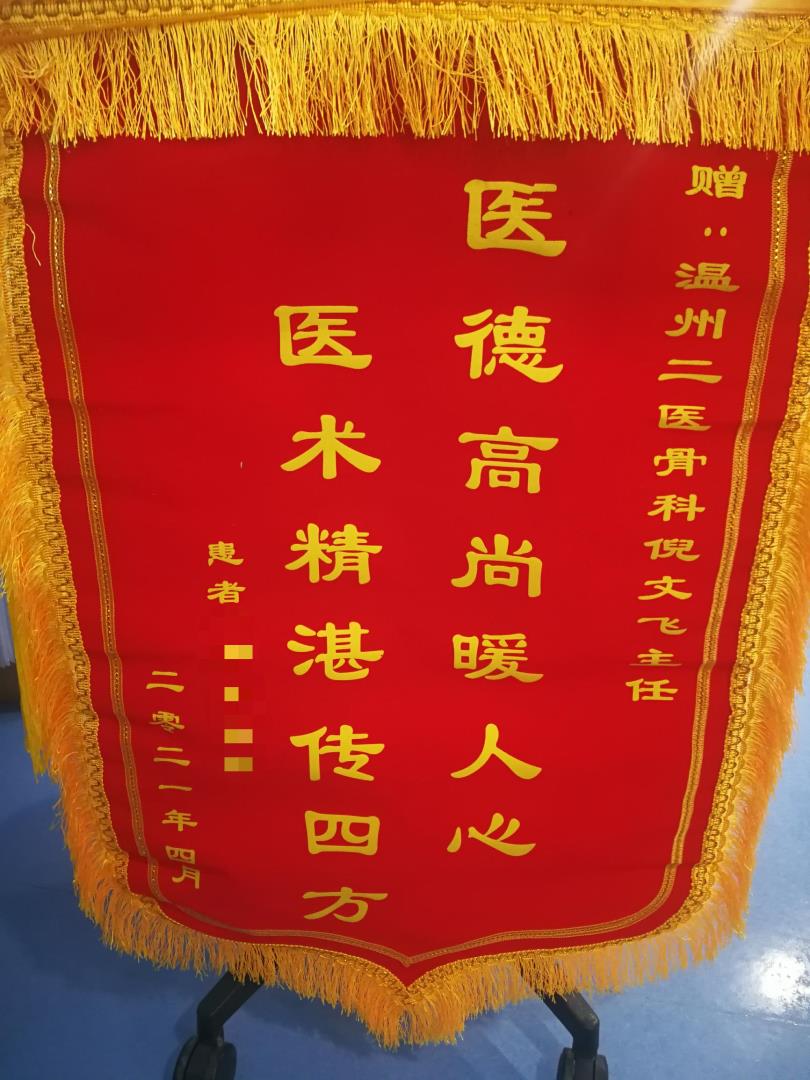 赠:温州二医骨科倪文飞主任
医德高尚暖人心
医术精湛传四方
患者
二零二一年四月